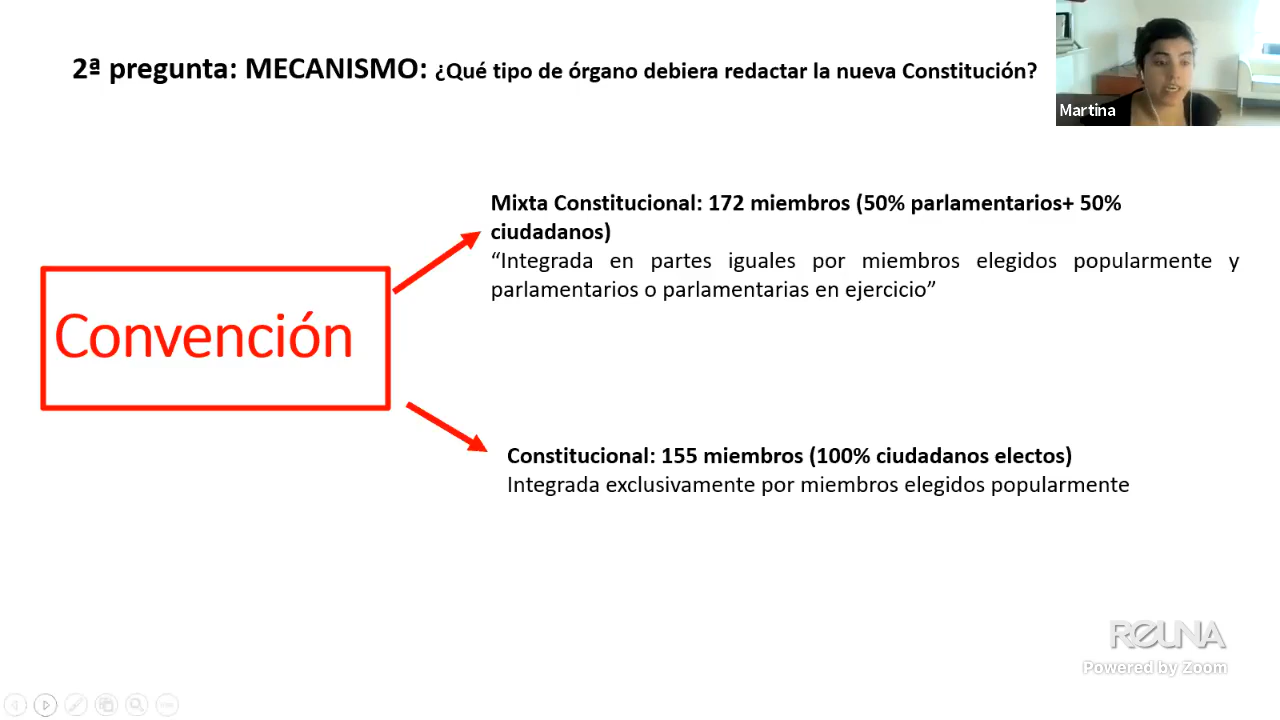 2ª pregunta: MECANISMO: ¿Qué tipo de órgano debiera redactar la nueva Constitución?
Martina
Mixta Constitucional: 172 miembros (50% parlamentarios+ 50%
ciudadanos)
“Integrada en partes iguales por miembros elegidos popularmente y
parlamentarios o parlamentarias en ejercicio”
Convención
Constitucional: 155 miembros (100% ciudadanos electos)
Integrada exclusivamente por miembros elegidos popularmente
REUNA
Powered by Zoom